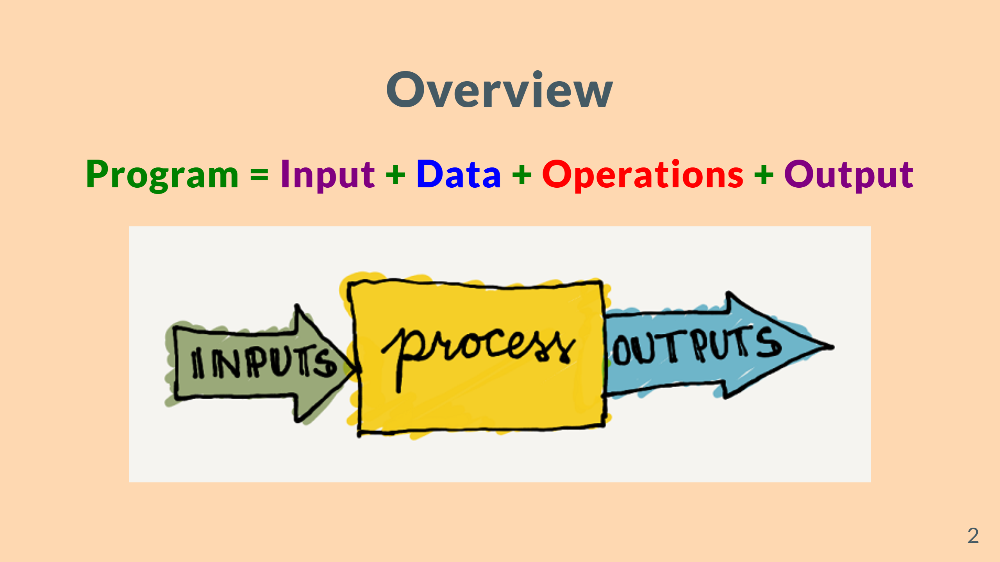 Overview
Program = Input + Data + Operations + Output
INPUTS
process
OUTPUTS
2